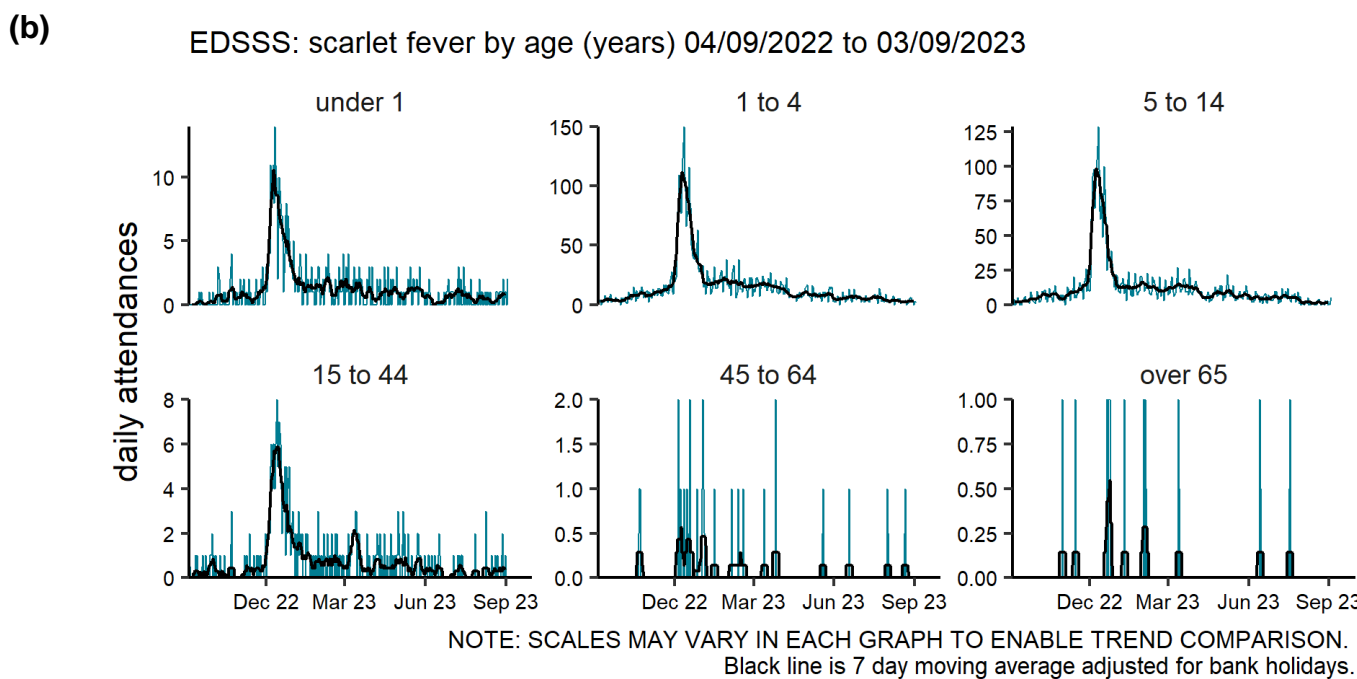 (b)
EDSSS: scarlet fever by age (years) 04/09/2022 to 03/09/2023
daily attendances
under 1
10
5
0
1 to 4
150
100
50
0
5 to 14
125
100
75
50
25
0
15 to 44
8
6
4
2
0
Dec 22 Mar 23 Jun 23 Sep 23
45 to 64
2.0
1.5
1.0
0.5
0.0
Dec 22 Mar 23 Jun 23 Sep 23
over 65
1.00
0.75
0.50
0.25
0.00
Dec 22 Mar 23 Jun 23 Sep 23
NOTE: SCALES MAY VARY IN EACH GRAPH TO ENABLE TREND COMPARISON.
Black line is 7 day moving average adjusted for bank holidays.